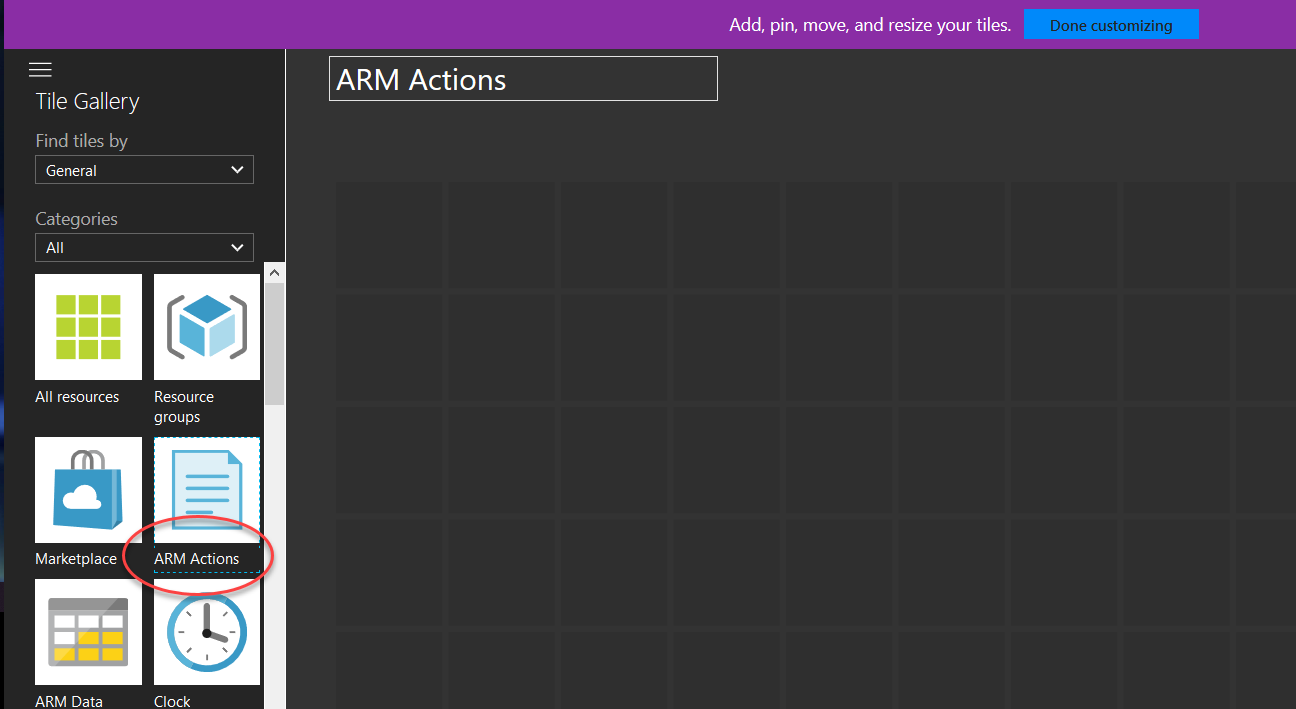 Add, pin, move, and resize your tiles.
Done customizing
Tile Gallery
Find tiles by
General
Categories
All
All resources
Resource
groups
Marketplace
ARM Actions
ARM Data
Clock
ARM Actions